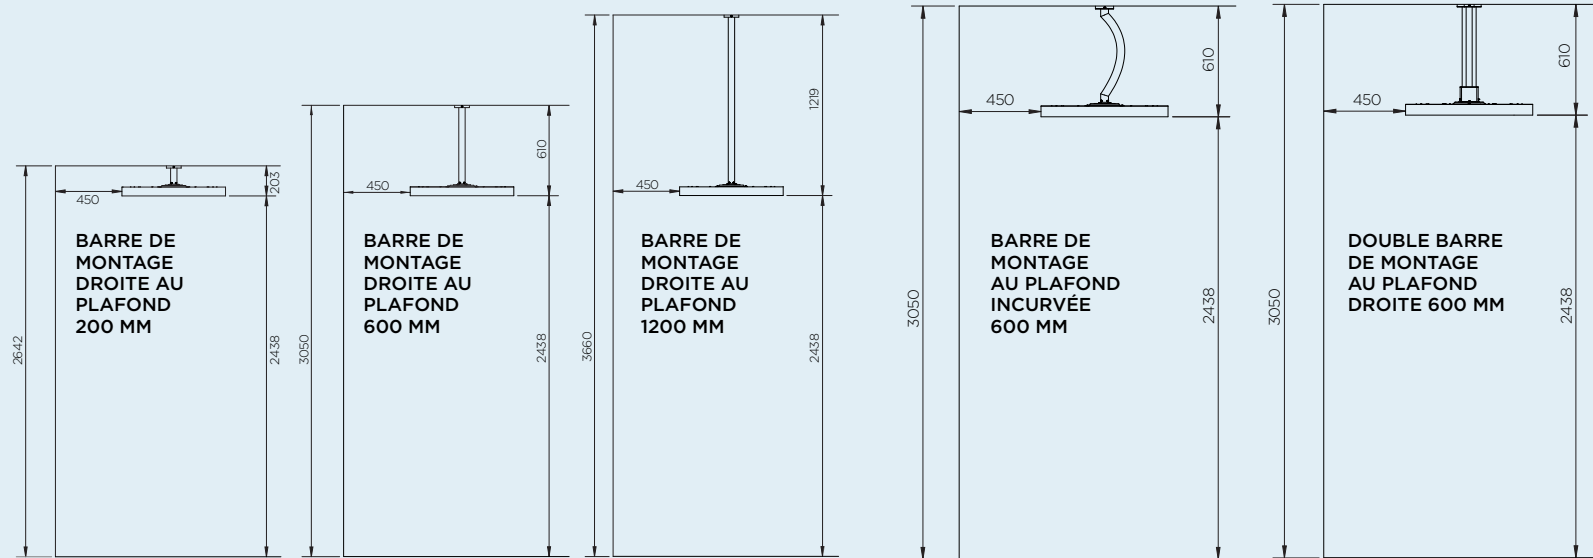 203
450
BARRE DE
MONTAGE
DROITE AU
PLAFOND
200 MM
2642
2438
610
450
BARRE DE
MONTAGE
DROITE AU
PLAFOND
600 MM
3050
2438
1219
450
BARRE DE
MONTAGE
DROITE AU
PLAFOND
1200 MM
3660
2438
610
450
BARRE DE
MONTAGE
AU PLAFOND
INCURVÉE
600 MM
3050
2438
610
450
DOUBLE BARRE
DE MONTAGE
AU PLAFOND
DROITE 600 MM
3050
2438